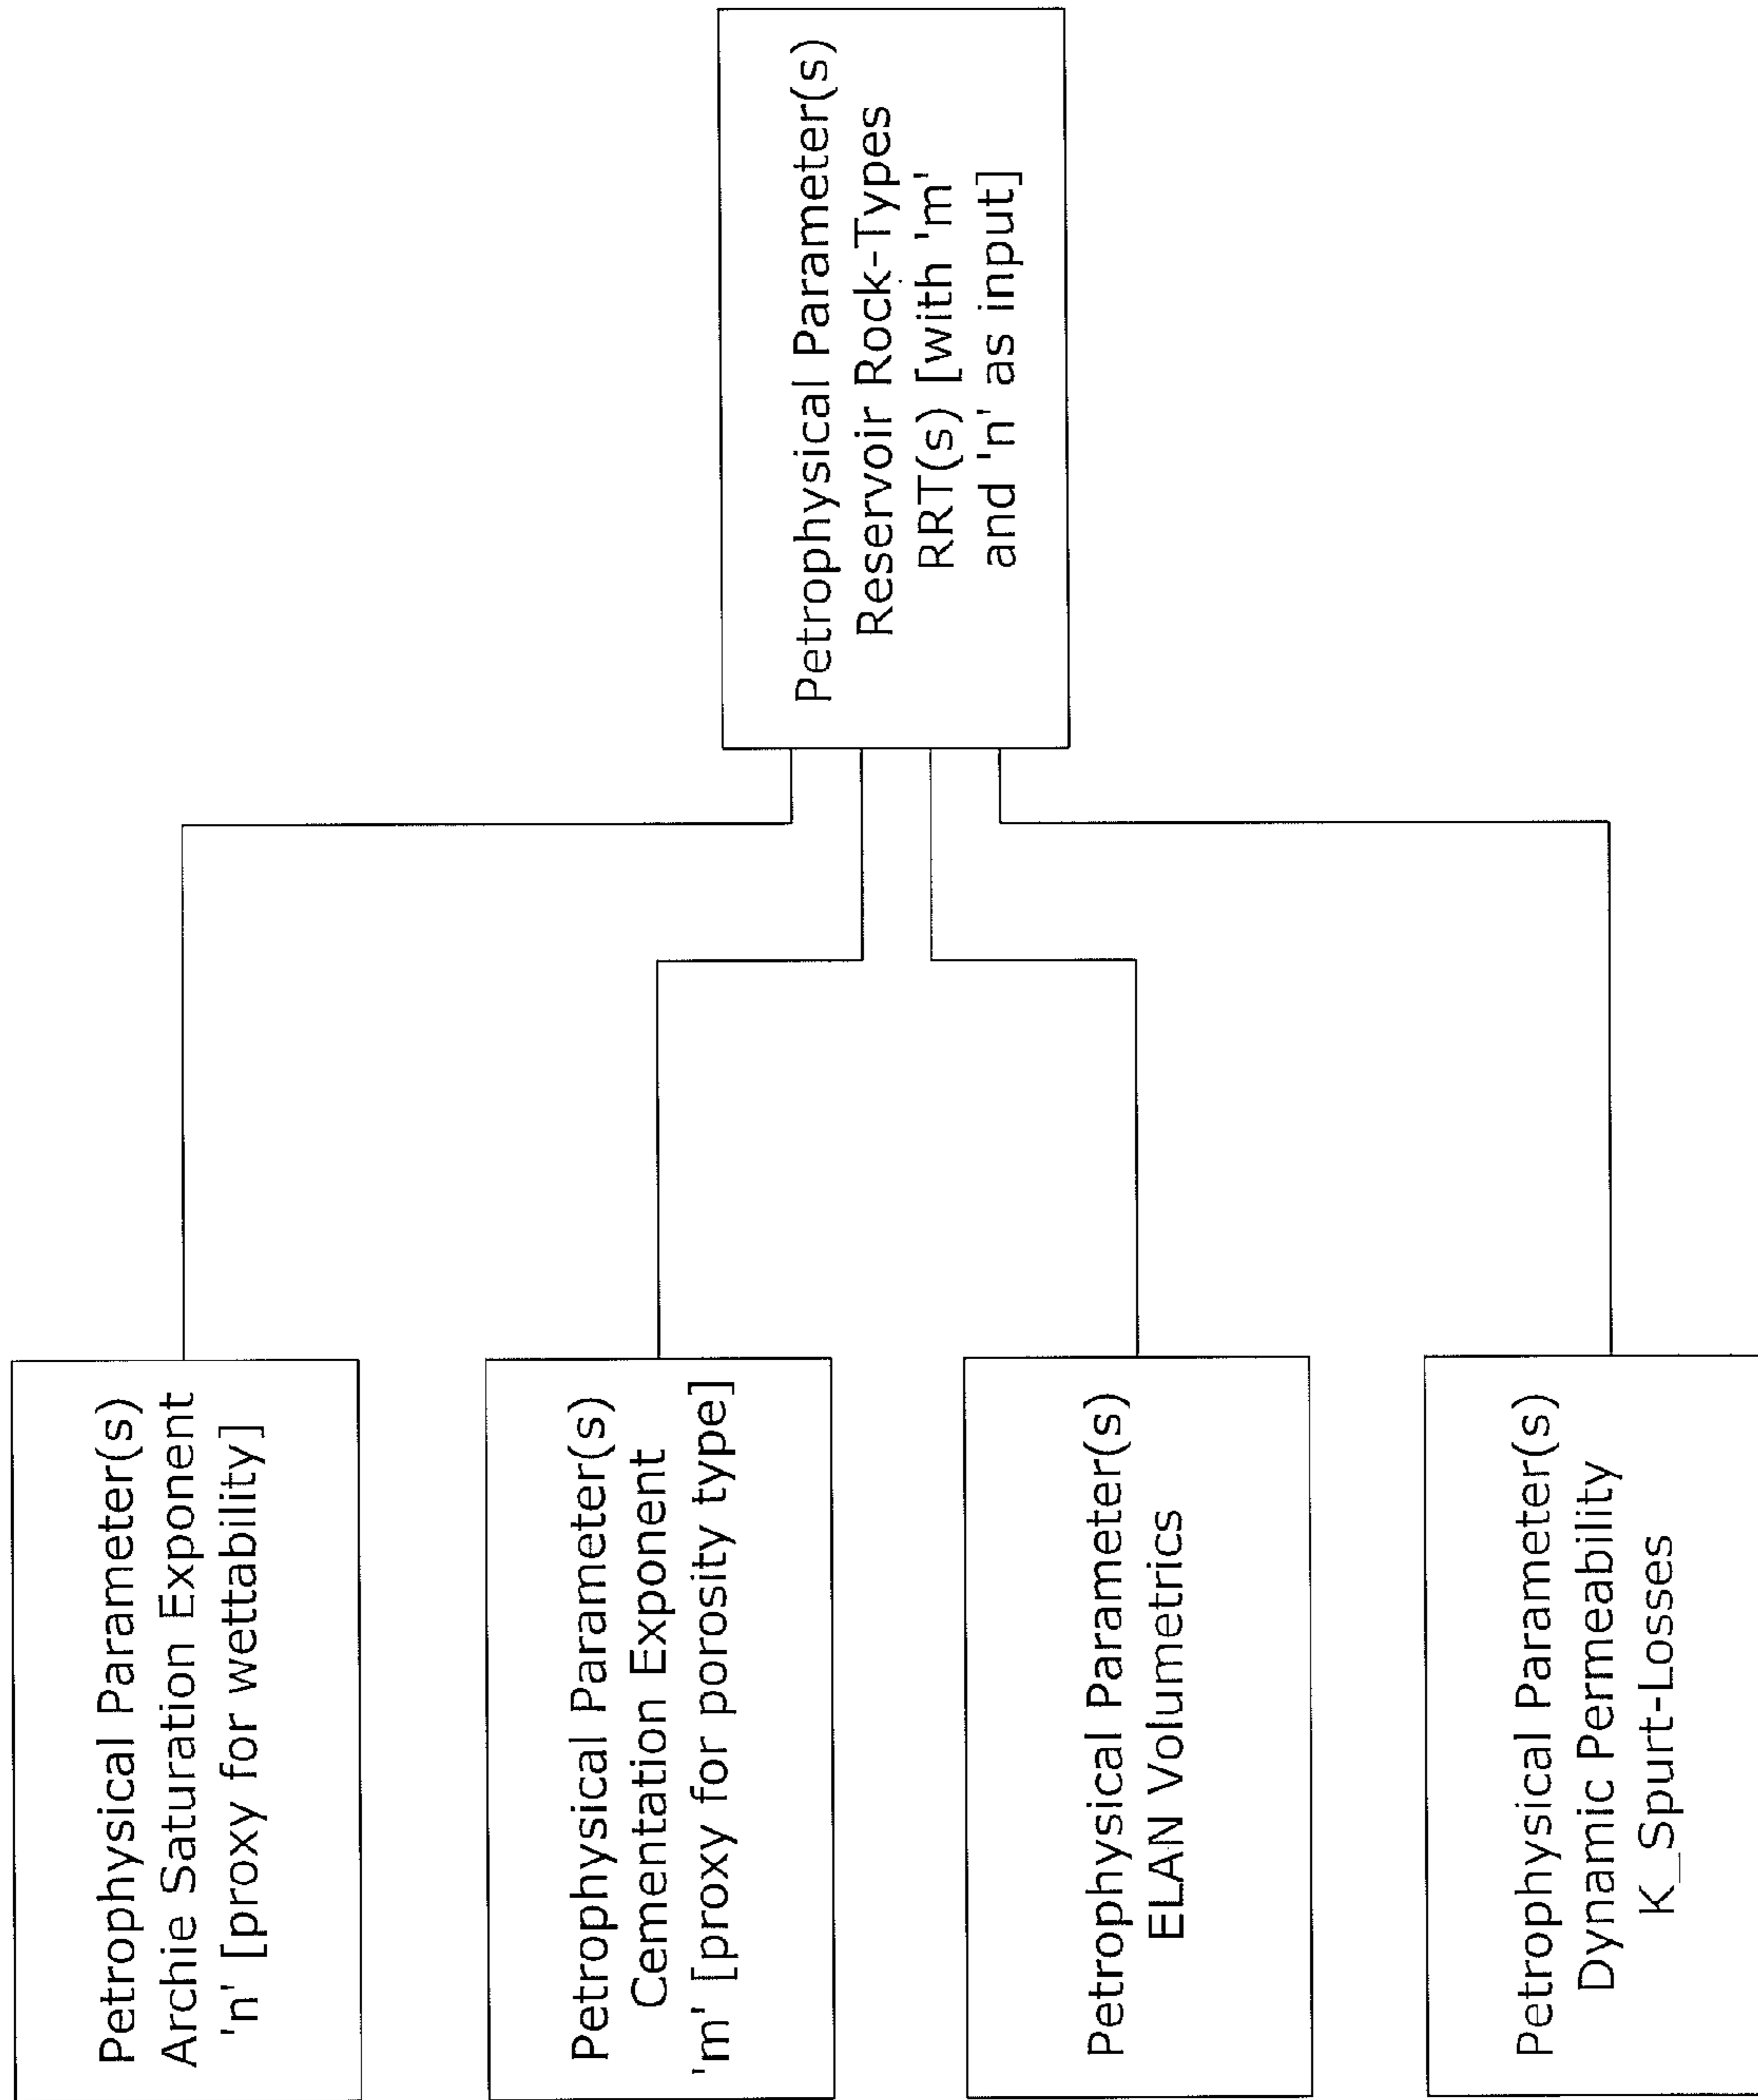 Petrophysical Parameter(s)
Archie Saturation Exponent
'n' [proxy for wettability]
Petrophysical Parameter(s)
Cementation Exponent
'm' [proxy for porosity type]
Petrophysical Parameter(s)
ELAN Volumetrics
Petrophysical Parameter(s)
Dynamic Permeability
K_Spurt-Losses
Petrophysical Parameter(s)
Reservoir Rock-Types
RRT(s) [with 'm'
and 'n' as input]